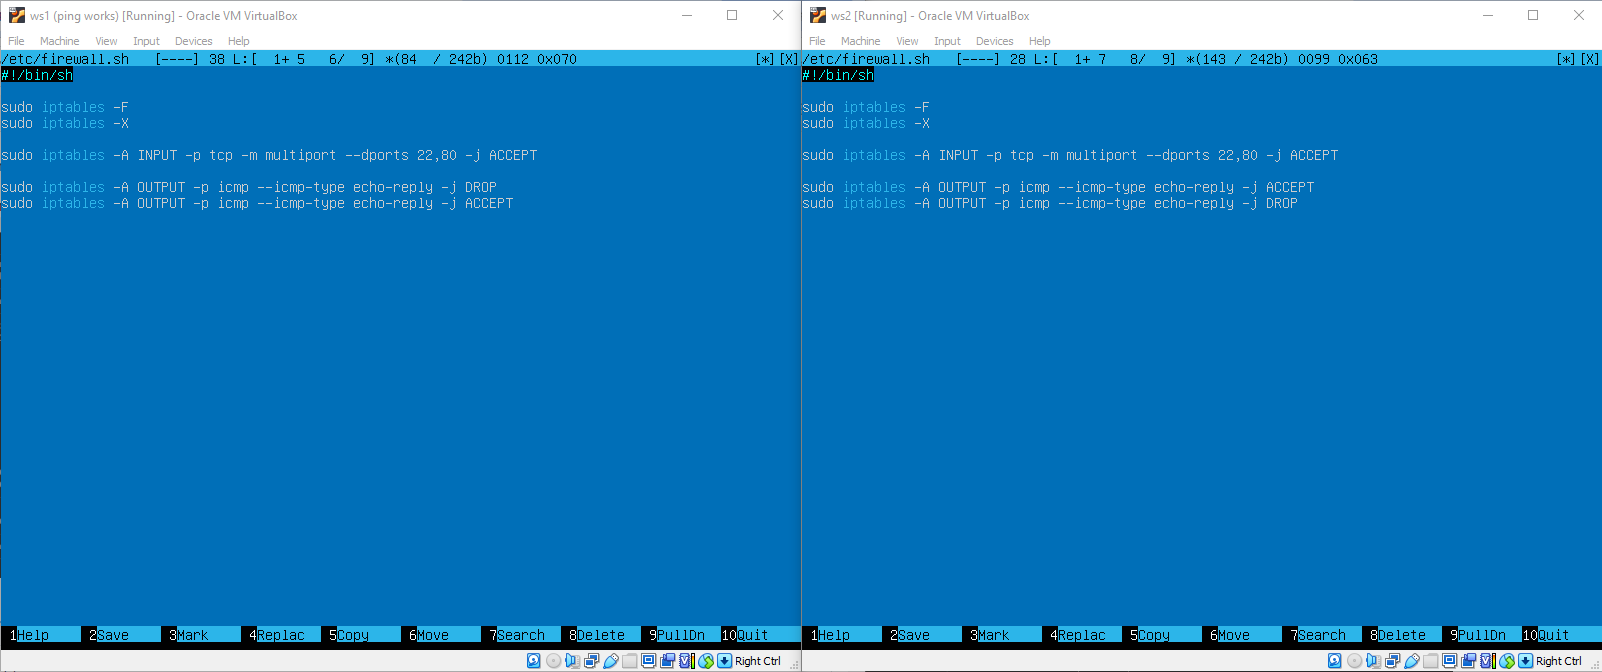 ws1 (ping works) [Running] - Oracle VM VirtualBox
File Machine View Input Devices Help
/etc/firewall.sh [----] 38 L:[ 1+ 5 6/ 9] *(84 / 242b) 0112 0x070 [*][X]
#!/bin/sh
sudo iptables -F
sudo iptables -X
sudo iptables -A INPUT -p tcp -m multiport --dports 22,80 -j ACCEPT
sudo iptables -A OUTPUT -p icmp --icmp-type echo-reply -j DROP
sudo iptables -A OUTPUT -p icmp --icmp-type echo-reply -j ACCEPT
1Help 2Save 3Mark 4Replac 5Copy 6Move 7Search 8Delete 9PullDn 10Quit
Right Ctrl
ws2 [Running] - Oracle VM VirtualBox
File Machine View Input Devices Help
/etc/firewall.sh [----] 28 L:[ 1+ 7 8/ 9] *(143 / 242b) 0099 0x063 [*][X]
#!/bin/sh
sudo iptables -F
sudo iptables -X
sudo iptables -A INPUT -p tcp -m multiport --dports 22,80 -j ACCEPT
sudo iptables -A OUTPUT -p icmp --icmp-type echo-reply -j ACCEPT
sudo iptables -A OUTPUT -p icmp --icmp-type echo-reply -j DROP
1Help 2Save 3Mark 4Replac 5Copy 6Move 7Search 8Delete 9PullDn 10Quit
Right Ctrl